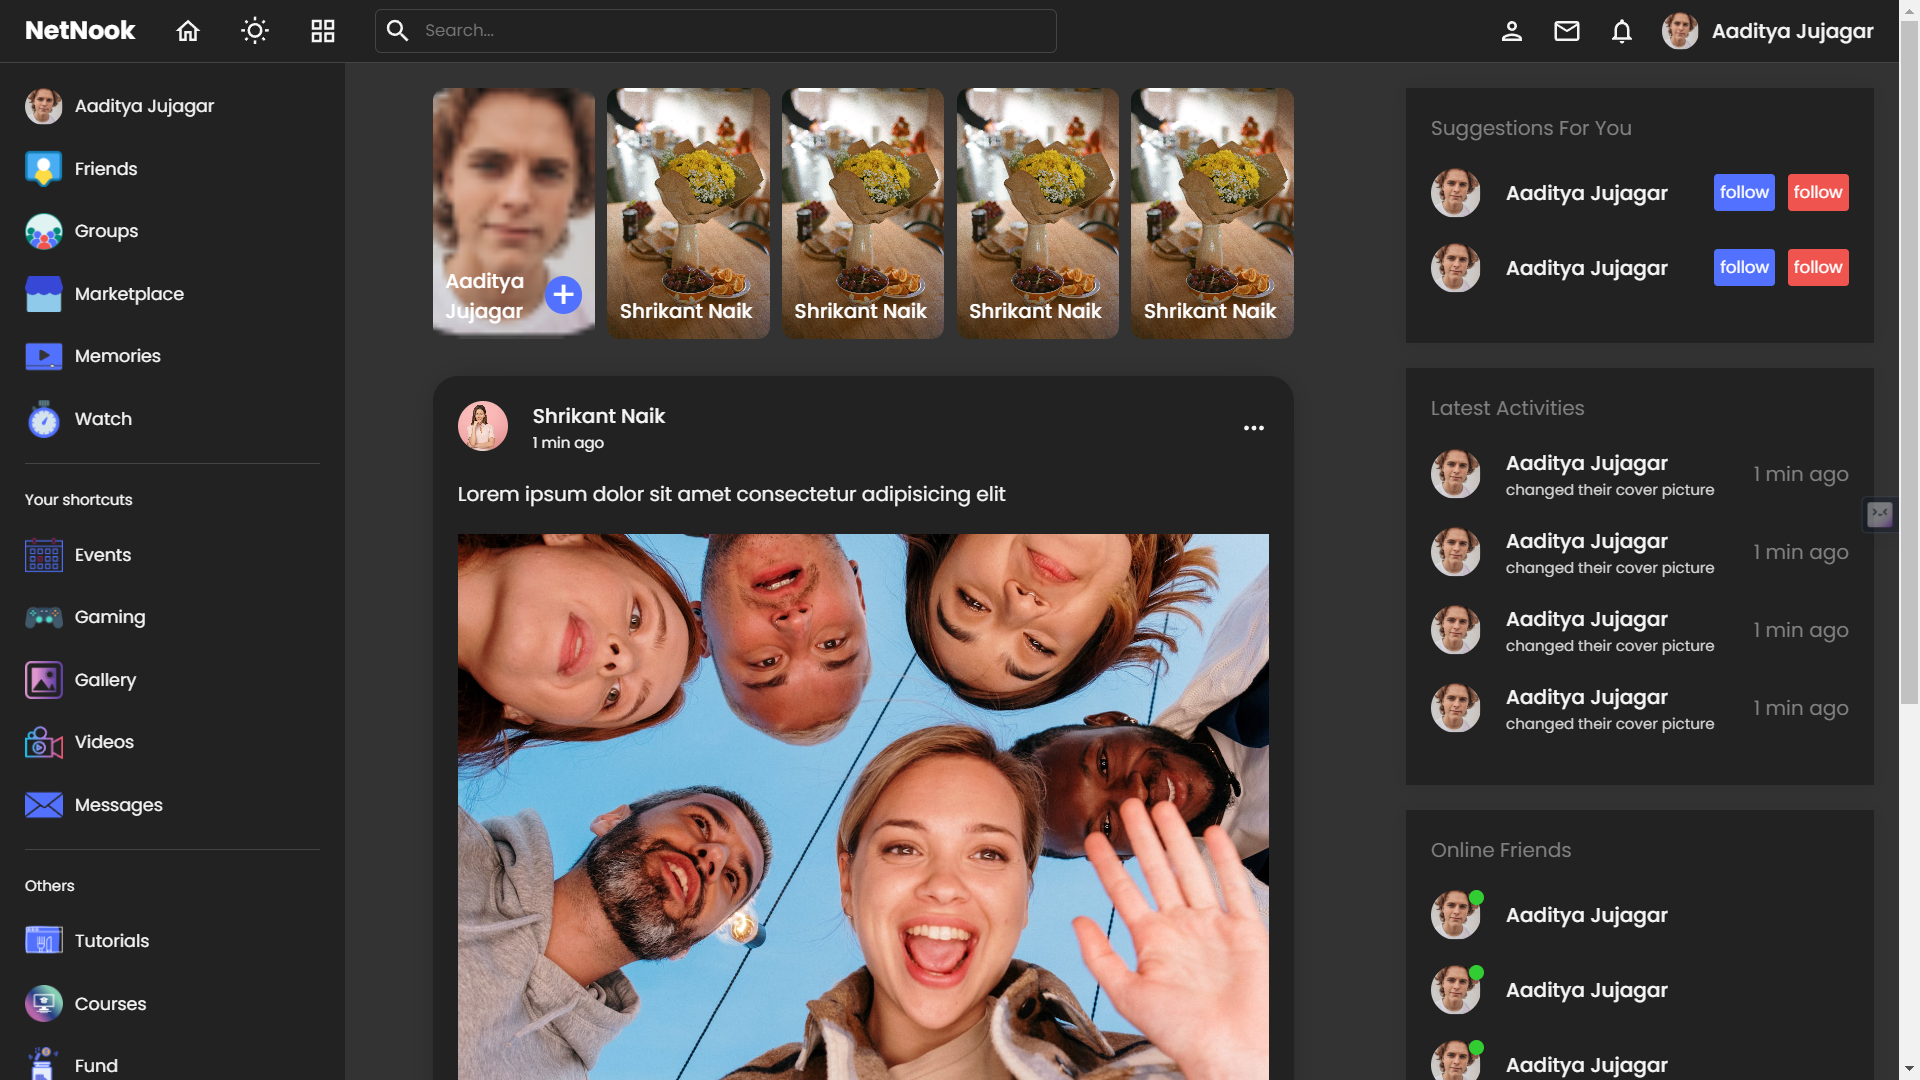 NetNook
Search...
Aaditya Jujagar
Aaditya Jujagar
Friends
Groups
Marketplace
Memories
Watch
Your shortcuts
Events
Gaming
Gallery
Videos
Messages
Others
Tutorials
Courses
Fund
Aaditya
Jujagar
Shrikant Naik
Shrikant Naik
Shrikant Naik
Shrikant Naik
Shrikant Naik
1 min ago
Lorem ipsum dolor sit amet consectetur adipisicing elit
Suggestions For You
Aaditya Jujagar follow follow
Aaditya Jujagar follow follow
Latest Activities
Aaditya Jujagar
changed their cover picture
1 min ago
Aaditya Jujagar
changed their cover picture
1 min ago
Aaditya Jujagar
changed their cover picture
1 min ago
Aaditya Jujagar
changed their cover picture
1 min ago
Online Friends
Aaditya Jujagar
Aaditya Jujagar
Aaditya Jujagar